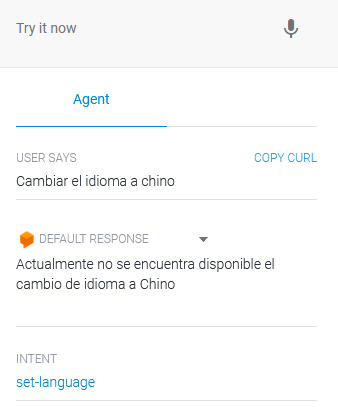 Try it now
Agent
USER SAYS COPY CURL
Cambiar el idioma a chino
DEFAULT RESPONSE
Actualmente no se encuentra disponible el
cambio de idioma a Chino
INTENT
set-language